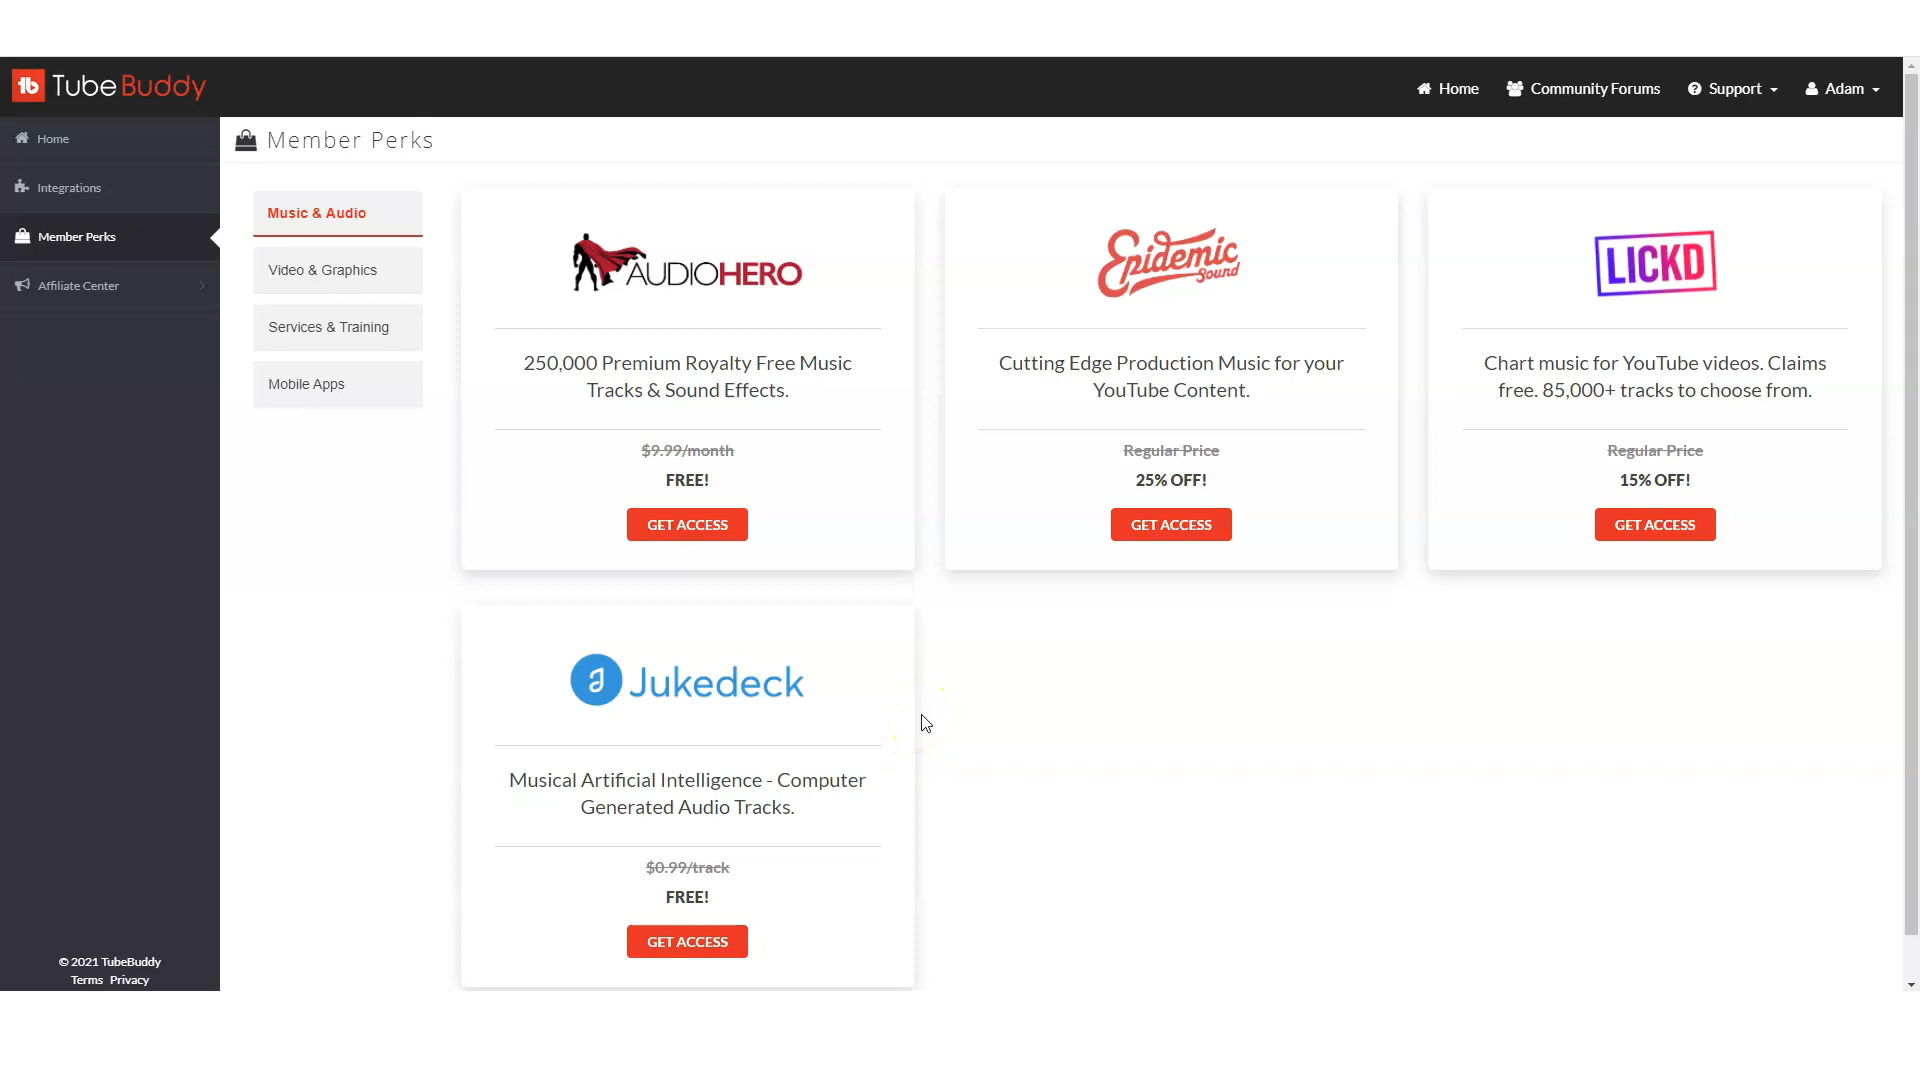 TubeBuddy
Home
Community Forums
Support
Adam
Home
Integrations
Member Perks
Affiliate Center
© 2021 TubeBuddy
Terms Privacy
Member Perks
Music & Audio
Video & Graphics
Services & Training
Mobile Apps
AUDIOHERO
250,000 Premium Royalty Free Music
Tracks & Sound Effects.
$9.99/month
FREE!
GET ACCESS
Epidemic
Sound
Cutting Edge Production Music for your
YouTube Content.
Regular Price
25% OFF!
GET ACCESS
LICKD
Chart music for YouTube videos. Claims
free. 85,000+ tracks to choose from.
Regular Price
15% OFF!
GET ACCESS
Jukedeck
Musical Artificial Intelligence - Computer
Generated Audio Tracks.
$0.99/track
FREE!
GET ACCESS